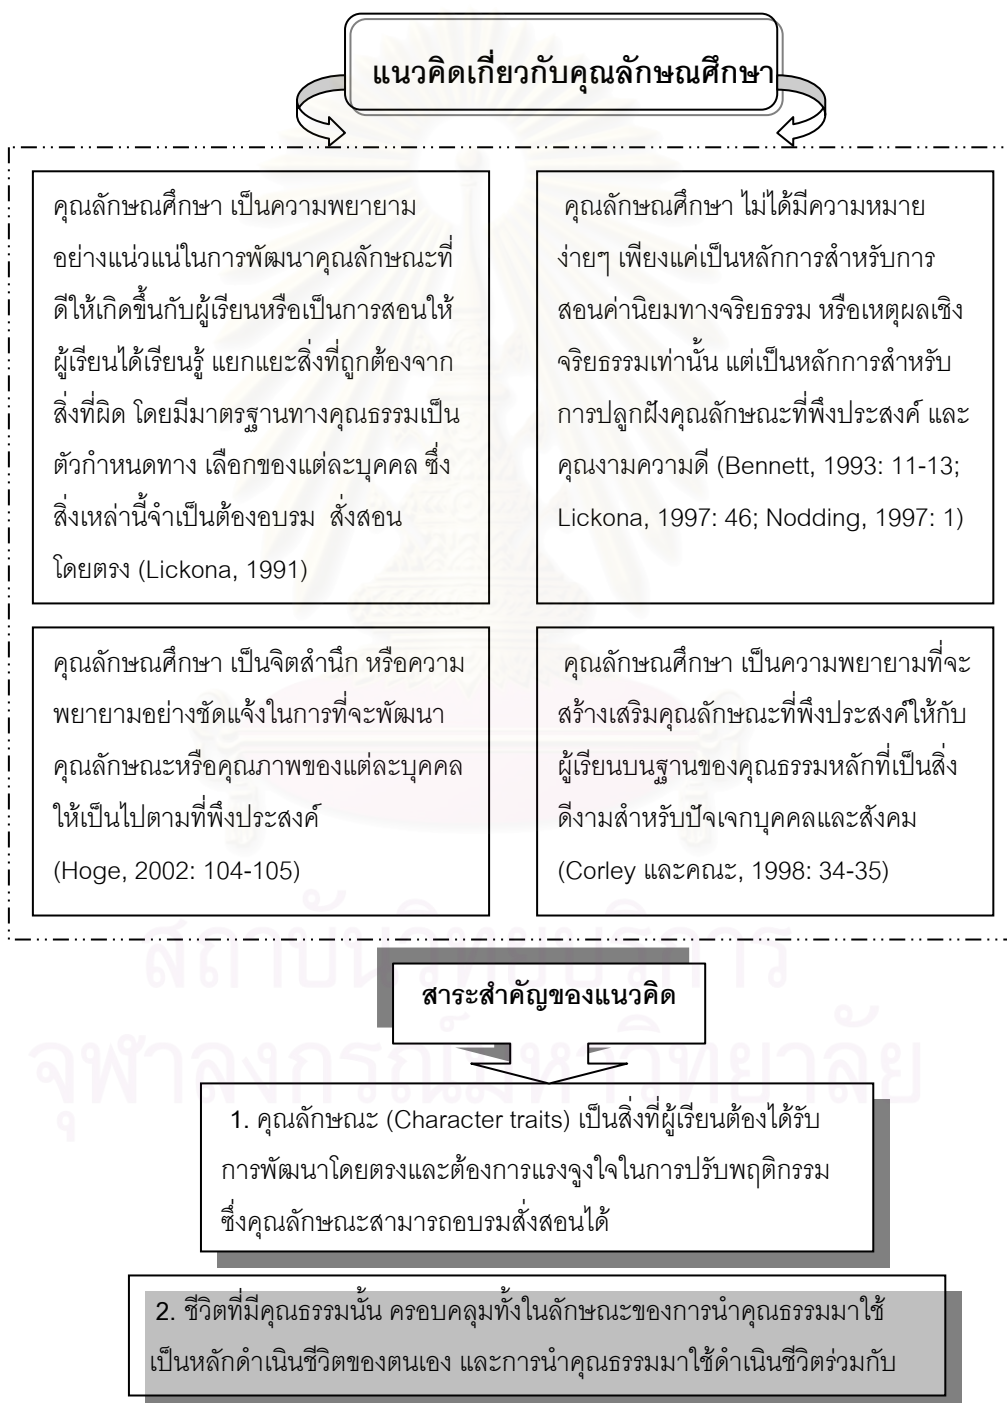 แนวคิดเกี่ยวกับคุณลักษณศึกษา
คุณลักษณศึกษา เป็นความพยายาม
อย่างแน่วแน่ในการพัฒนาคุณลักษณะที่
ดีให้เกิดขึ้นกับผู้เรียนหรือเป็นการสอนให้
ผู้เรียนได้เรียนรู้ แยกแยะสิ่งที่ถูกต้องจาก
สิ่งที่ผิด โดยมีมาตรฐานทางคุณธรรมเป็น
ตัวกำหนดทาง เลือกของแต่ละบุคคล ซึ่ง
สิ่งเหล่านี้จำเป็นต้องอบรม สั่งสอน
โดยตรง (Lickona, 1991)
คุณลักษณศึกษา ไม่ได้มีความหมาย
ง่ายๆ เพียงแค่เป็นหลักการสำหรับการ
สอนค่านิยมทางจริยธรรม หรือเหตุผลเชิง
จริยธรรมเท่านั้น แต่เป็นหลักการสำหรับ
การปลูกฝังคุณลักษณะที่พึงประสงค์ และ
คุณงามความดี (Bennett, 1993: 11-13;
Lickona, 1997: 46; Nodding, 1997: 1)
คุณลักษณศึกษา เป็นจิตสำนึก หรือความ
พยายามอย่างชัดแจ้งในการที่จะพัฒนา
คุณลักษณะหรือคุณภาพของแต่ละบุคคล
ให้เป็นไปตามที่พึงประสงค์
(Hoge, 2002: 104-105)
คุณลักษณศึกษา เป็นความพยายามที่จะ
สร้างเสริมคุณลักษณะที่พึงประสงค์ให้กับ
ผู้เรียนบนฐานของคุณธรรมหลักที่เป็นสิ่ง
ดีงามสำหรับปัจเจกบุคคลและสังคม
(Corley และคณะ, 1998: 34-35)
สถาบันวิทยบริการ
จุฬาลงกรณ์มหาวิทยาลัย
สาระสำคัญของแนวคิด
1. คุณลักษณะ (Character traits) เป็นสิ่งที่ผู้เรียนต้องได้รับ
การพัฒนาโดยตรงและต้องการแรงจูงใจในการปรับพฤติกรรม
ซึ่งคุณลักษณะสามารถอบรมสั่งสอนได้
2. ชีวิตที่มีคุณธรรมนั้น ครอบคลุมทั้งในลักษณะของการนำคุณธรรมมาใช้
เป็นหลักดำเนินชีวิตของตนเอง และการนำคุณธรรมมาใช้ดำเนินชีวิตร่วมกับ